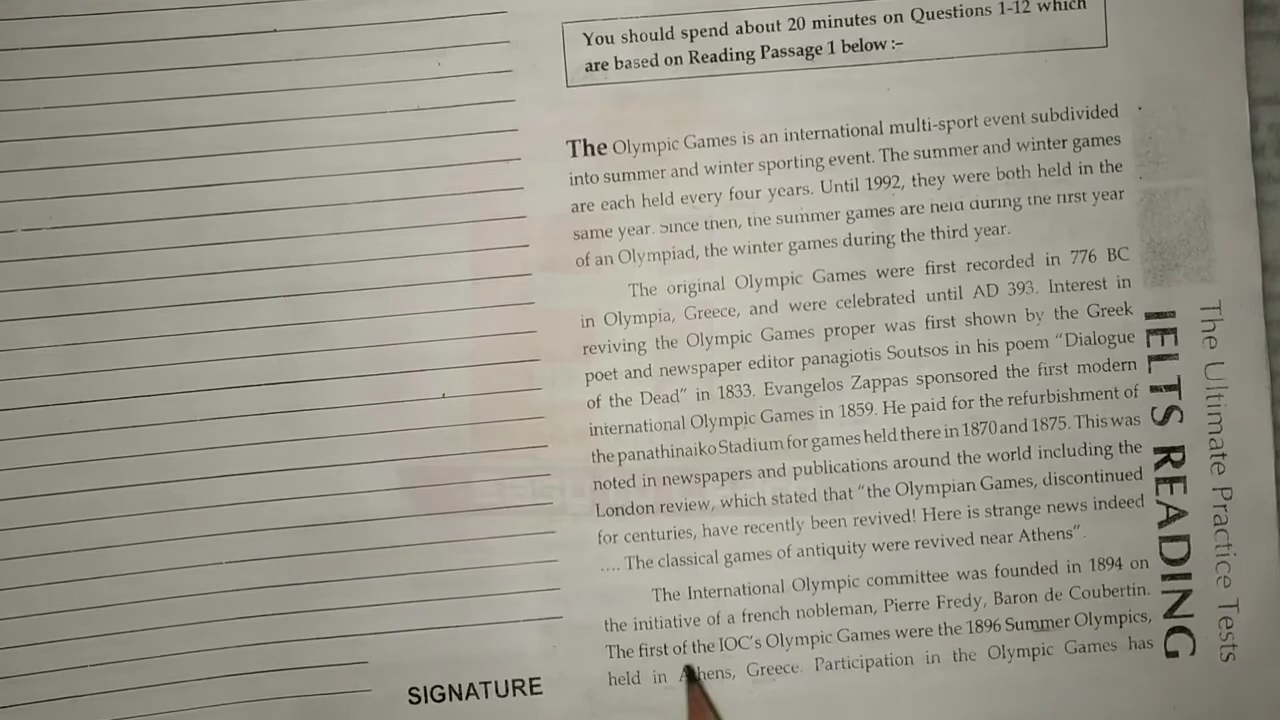 You should spend about 20 minutes on Questions 1-12 which
are based on Reading Passage 1 below :-
The Olympic Games is an international multi-sport event subdivided
into summer and winter sporting event. The summer and winter games
are each held every four years. Until 1992, they were both held in the
same year. Since then, the summer games are held during the first year
of an Olympiad, the winter games during the third year.
The original Olympic Games were first recorded in 776 BC
in Olympia, Greece, and were celebrated until AD 393. Interest in
reviving the Olympic Games proper was first shown by the Greek
poet and newspaper editor panagiotis Soutsos in his poem “Dialogue
of the Dead” in 1833. Evangelos Zappas sponsored the first modern
international Olympic Games in 1859. He paid for the refurbishment of
the panathinaiko Stadium for games held there in 1870 and 1875. This was
noted in newspapers and publications around the world including the
London review, which stated that “the Olympian Games, discontinued
for centuries, have recently been revived! Here is strange news indeed
.... The classical games of antiquity were revived near Athens”.
The International Olympic committee was founded in 1894 on
the initiative of a french nobleman, Pierre Fredy, Baron de Coubertin.
The first of the IOC’s Olympic Games were the 1896 Summer Olympics,
held in Athens, Greece. Participation in the Olympic Games has
SIGNATURE
IELTS READING
The Ultimate Practice Tests